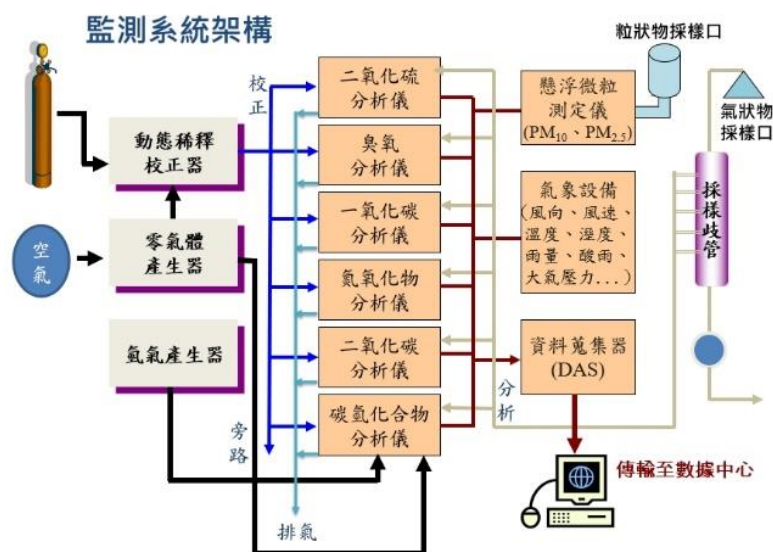 監測系統架構
校正
二氧化硫
分析儀
臭氧
分析儀
一氧化碳
分析儀
氮氧化物
分析儀
二氧化碳
分析儀
碳氫化合物
分析儀
動態稀釋
校正器
零氣體
產生器
氫氣產生器
空氣
旁路
排氣
分析
懸浮微粒
測定儀
(PM10、PM2.5)
氣象設備
(風向、風速、
溫度、溼度、
雨量、酸雨、
大氣壓力...)
資料蒐集器
(DAS)
傳輸至數據中心
粒狀物採樣口
氣狀物
採樣口
採樣歧管